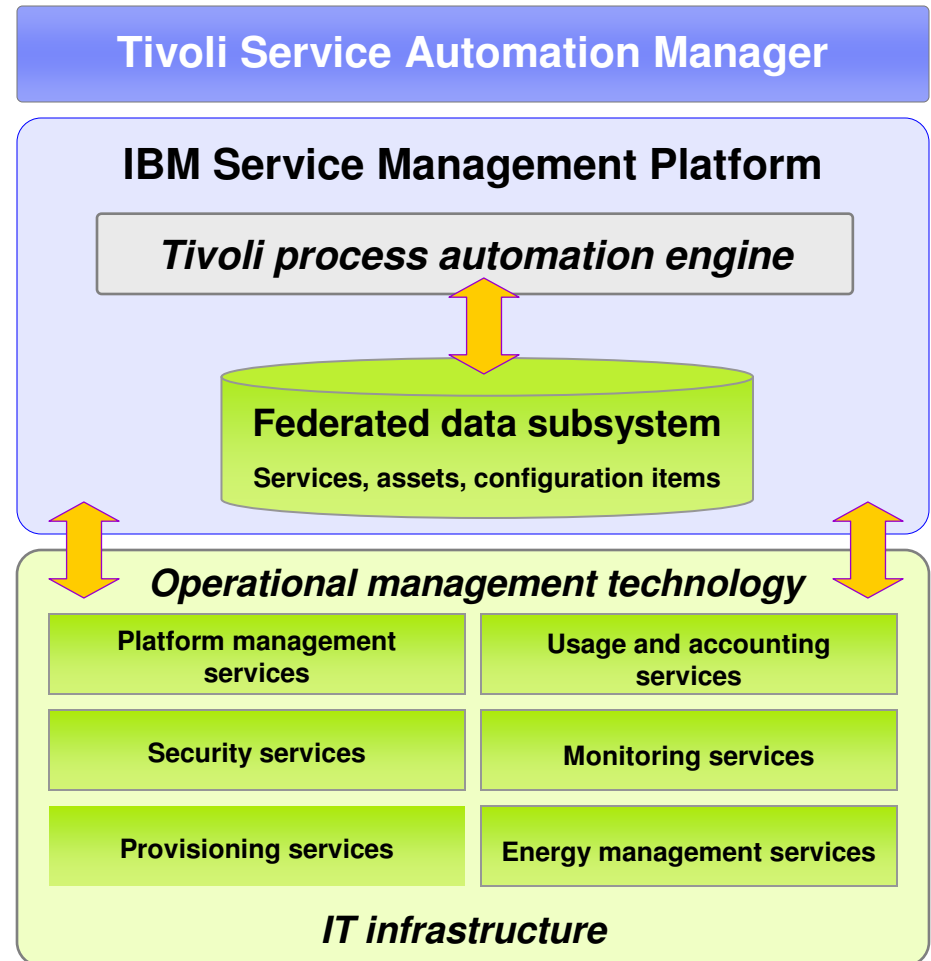 Tivoli Service Automation Manager
IBM Service Management Platform
Tivoli process automation engine
Federated data subsystem
Services, assets, configuration items
Operational management technology
Platform management
services
Usage and accounting
services
Security services
Monitoring services
Provisioning services
Energy management services
IT infrastructure